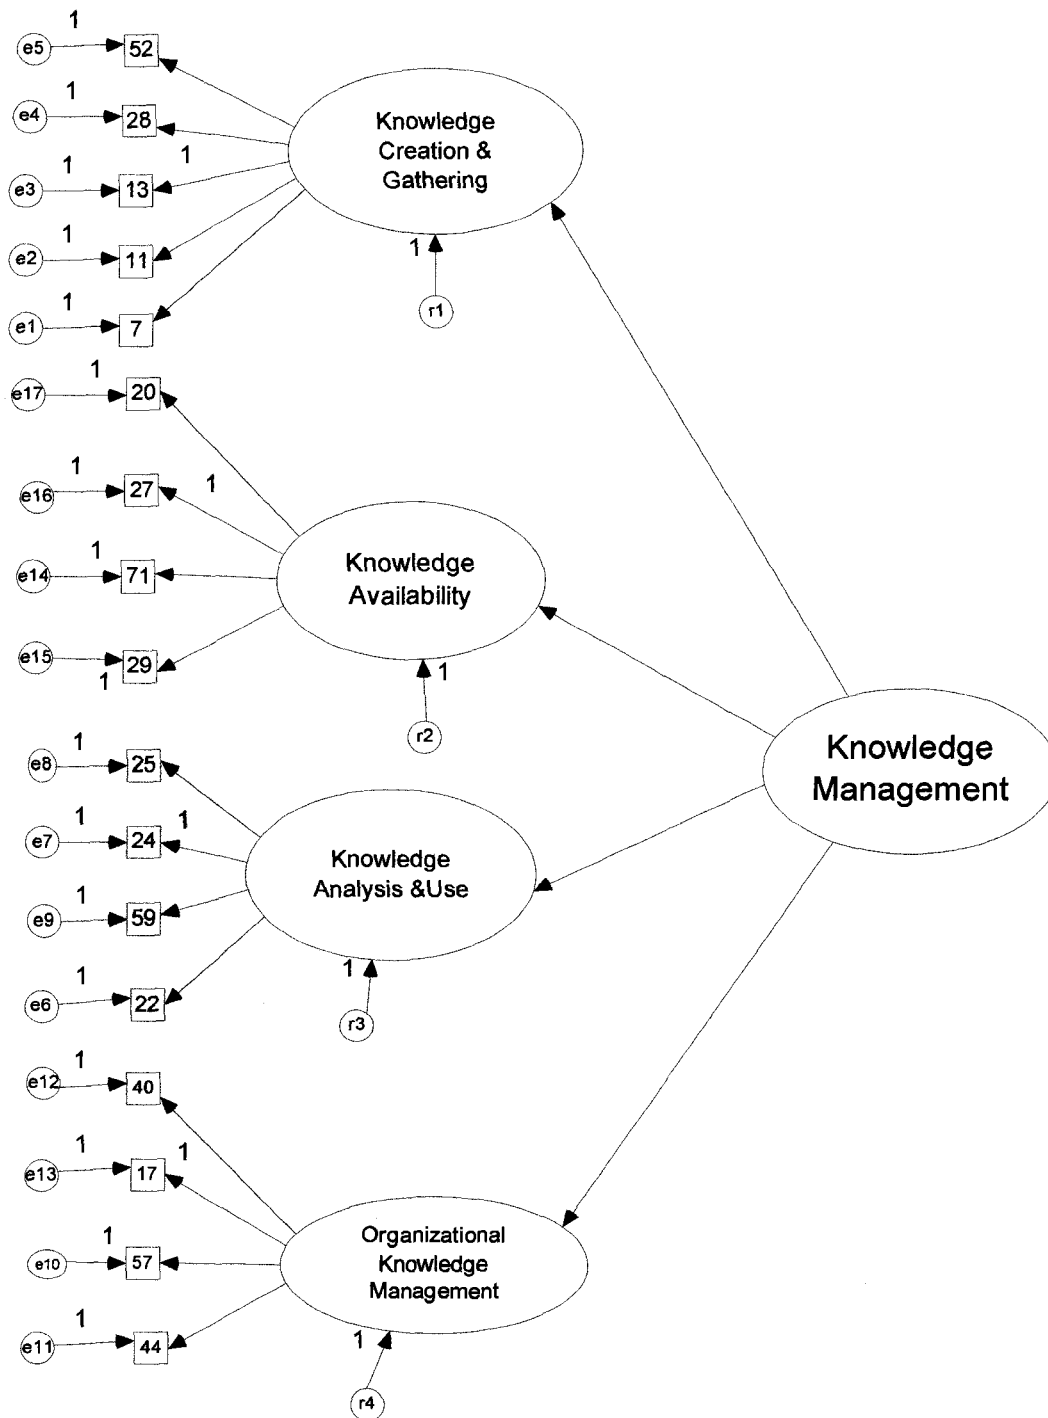 1
e5
52
1
e4
28
1
1
e3
13
1
e2
11
1
e1
7
Knowledge
Creation &
Gathering
1
r1
1
e17
20
1
1
e16
27
1
e14
71
e15
29
1
Knowledge
Availability
1
r2
Knowledge
Management
1
e8
25
1
1
e7
24
1
e9
59
1
e6
22
Knowledge
Analysis &Use
1
r3
1
e12
40
1
1
e13
17
1
e10
57
1
e11
44
Organizational
Knowledge
Management
1
r4